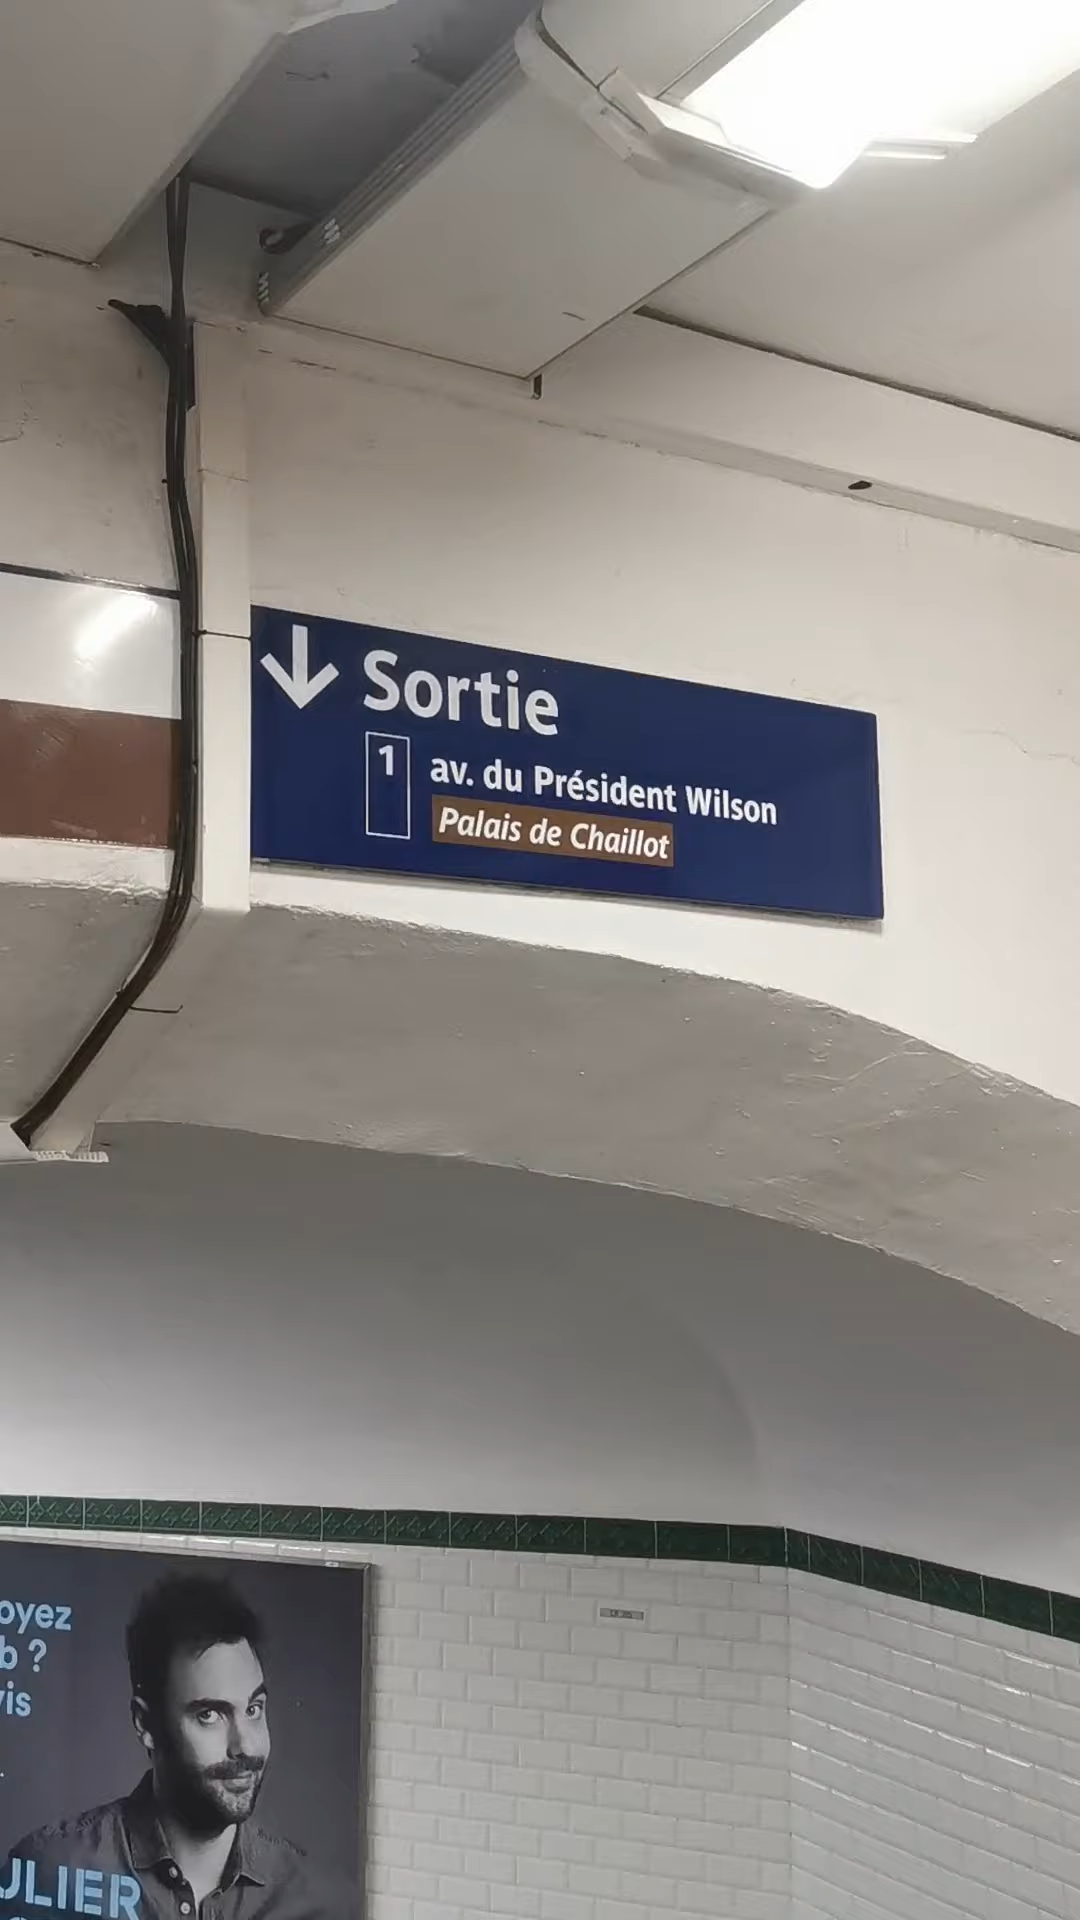 ↓ Sortie
1 av. du Président Wilson
Palais de Chaillot
oyez
b ?
vis
ULIER